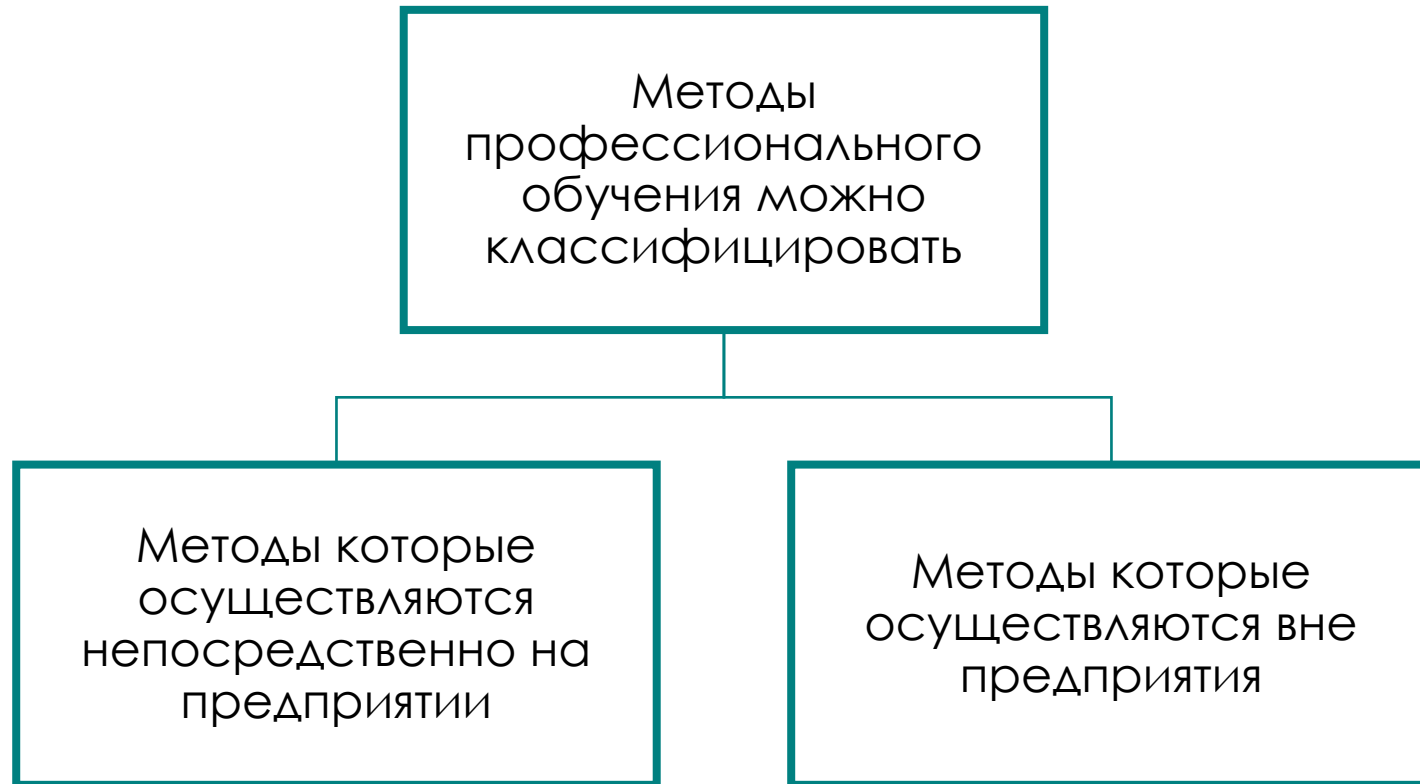 Методы
профессионального
обучения можно
классифицировать
Методы которые
осуществляются
непосредственно на
предприятии
Методы которые
осуществляются вне
предприятия